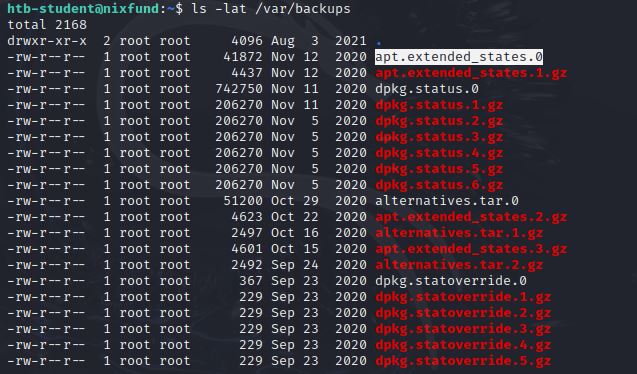 htb-student@nixfund:~$ ls -lat /var/backups
total 2168
drwxr-xr-x 2 root root 4096 Aug 3 2021 .
-rw-r--r-- 1 root root 41872 Nov 12 2020 apt.extended_states.0
-rw-r--r-- 1 root root 4437 Nov 12 2020 apt.extended_states.1.gz
-rw-r--r-- 1 root root 742750 Nov 11 2020 dpkg.status.0
-rw-r--r-- 1 root root 206270 Nov 11 2020 dpkg.status.1.gz
-rw-r--r-- 1 root root 206270 Nov 5 2020 dpkg.status.2.gz
-rw-r--r-- 1 root root 206270 Nov 5 2020 dpkg.status.3.gz
-rw-r--r-- 1 root root 206270 Nov 5 2020 dpkg.status.4.gz
-rw-r--r-- 1 root root 206270 Nov 5 2020 dpkg.status.5.gz
-rw-r--r-- 1 root root 206270 Nov 5 2020 dpkg.status.6.gz
-rw-r--r-- 1 root root 51200 Oct 29 2020 alternatives.tar.0
-rw-r--r-- 1 root root 4623 Oct 22 2020 apt.extended_states.2.gz
-rw-r--r-- 1 root root 2497 Oct 16 2020 alternatives.tar.1.gz
-rw-r--r-- 1 root root 4601 Oct 15 2020 apt.extended_states.3.gz
-rw-r--r-- 1 root root 2492 Sep 24 2020 alternatives.tar.2.gz
-rw-r--r-- 1 root root 367 Sep 23 2020 dpkg.statoverride.0
-rw-r--r-- 1 root root 229 Sep 23 2020 dpkg.statoverride.1.gz
-rw-r--r-- 1 root root 229 Sep 23 2020 dpkg.statoverride.2.gz
-rw-r--r-- 1 root root 229 Sep 23 2020 dpkg.statoverride.3.gz
-rw-r--r-- 1 root root 229 Sep 23 2020 dpkg.statoverride.4.gz
-rw-r--r-- 1 root root 229 Sep 23 2020 dpkg.statoverride.5.gz